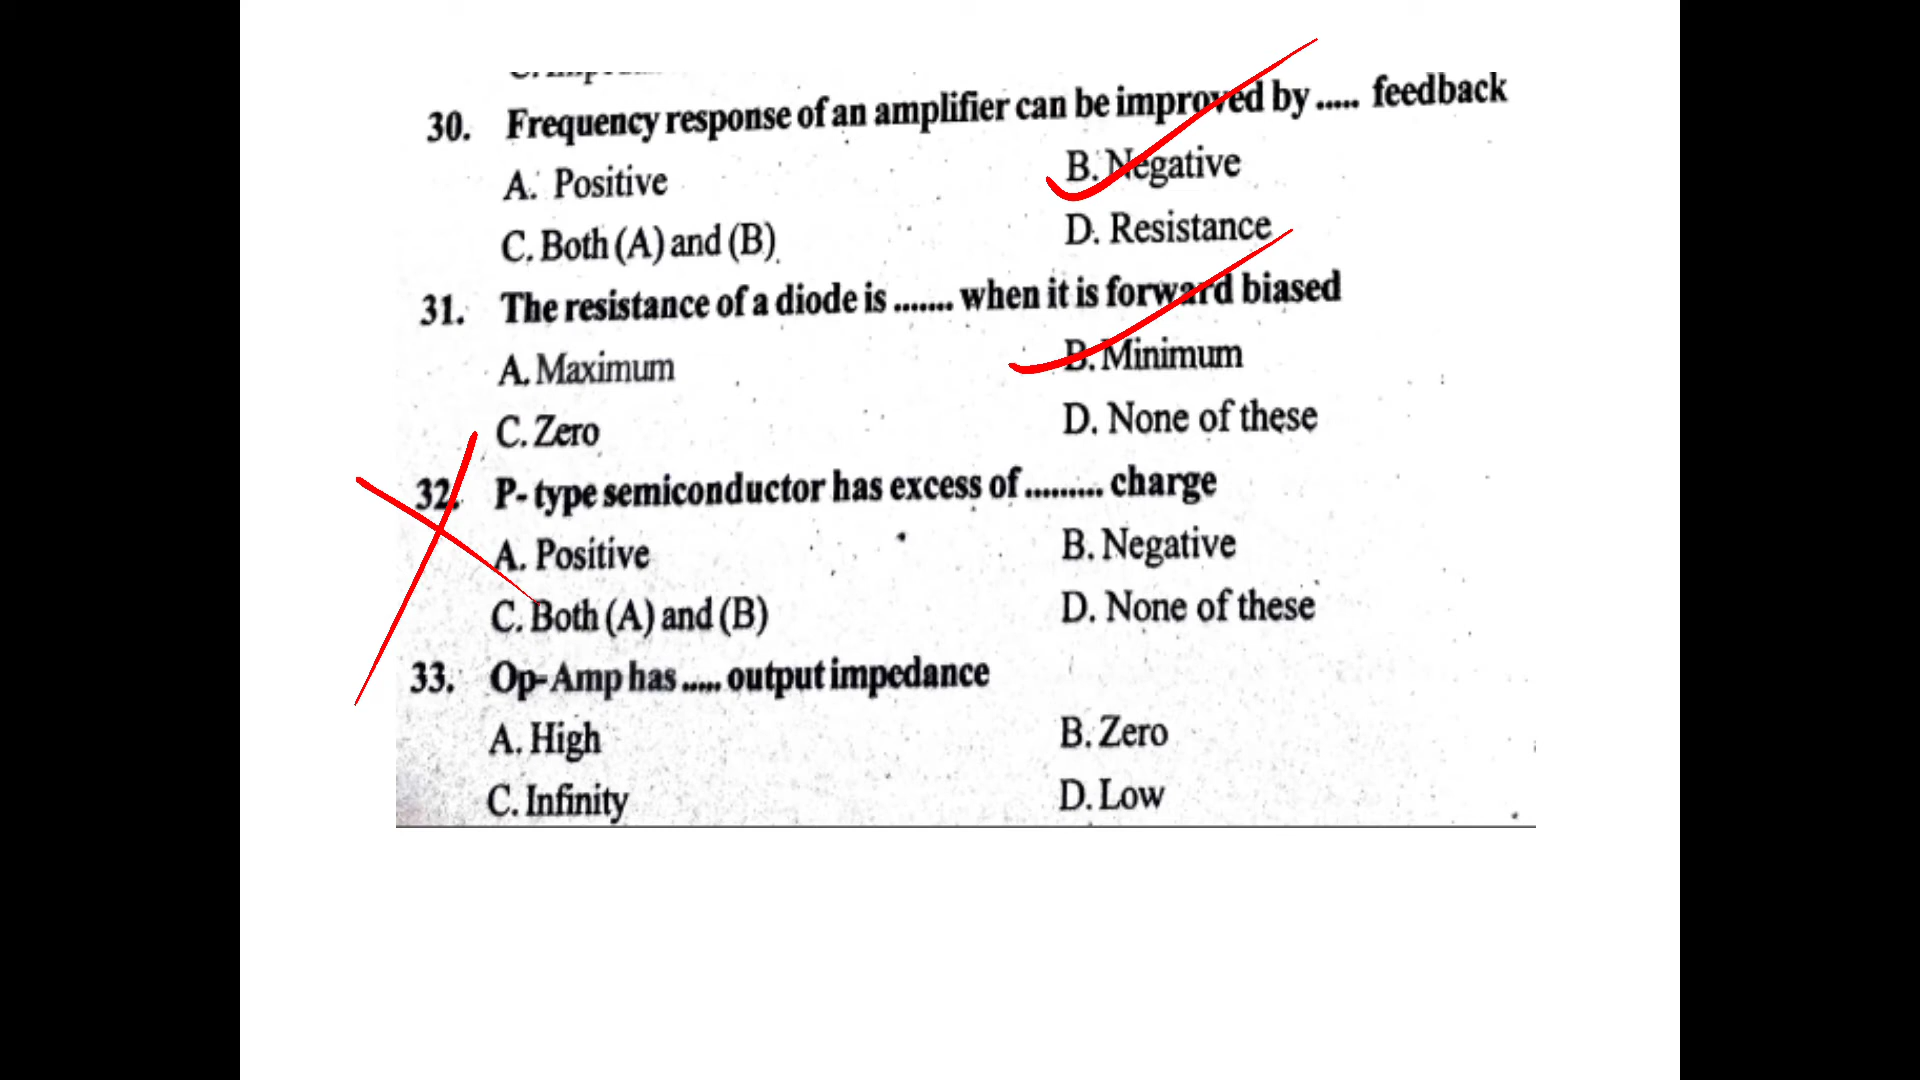 30. Frequency response of an amplifier can be improved by ..... feedback
A. Positive B. Negative
C. Both (A) and (B) D. Resistance
31. The resistance of a diode is ....... when it is forward biased
A. Maximum B. Minimum
C. Zero D. None of these
32. P- type semiconductor has excess of ......... charge
A. Positive B. Negative
C. Both (A) and (B) D. None of these
33. Op-Amp has ..... output impedance
A. High B. Zero
C. Infinity D. Low